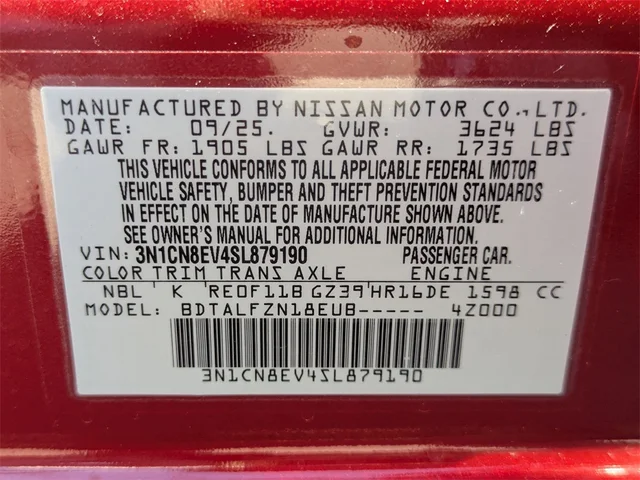 MANUFACTURED BY NISSAN MOTOR CO., LTD.
DATE: 09/25. GVWR: 3624 LBS
GAWR FR: 1905 LBS GAWR RR: 1735 LBS
THIS VEHICLE CONFORMS TO ALL APPLICABLE FEDERAL MOTOR
VEHICLE SAFETY, BUMPER AND THEFT PREVENTION STANDARDS
IN EFFECT ON THE DATE OF MANUFACTURE SHOWN ABOVE.
SEE OWNER'S MANUAL FOR ADDITIONAL INFORMATION.
VIN: 3N1CN8EV4SL879190 PASSENGER CAR.
COLOR TRIM TRANS AXLE ENGINE
NBL K RE0F11B GZ39 HR16DE 1598 CC
MODEL: BDTALFZN18EUB----- 4Z000
3N1CN8EV4SL879190